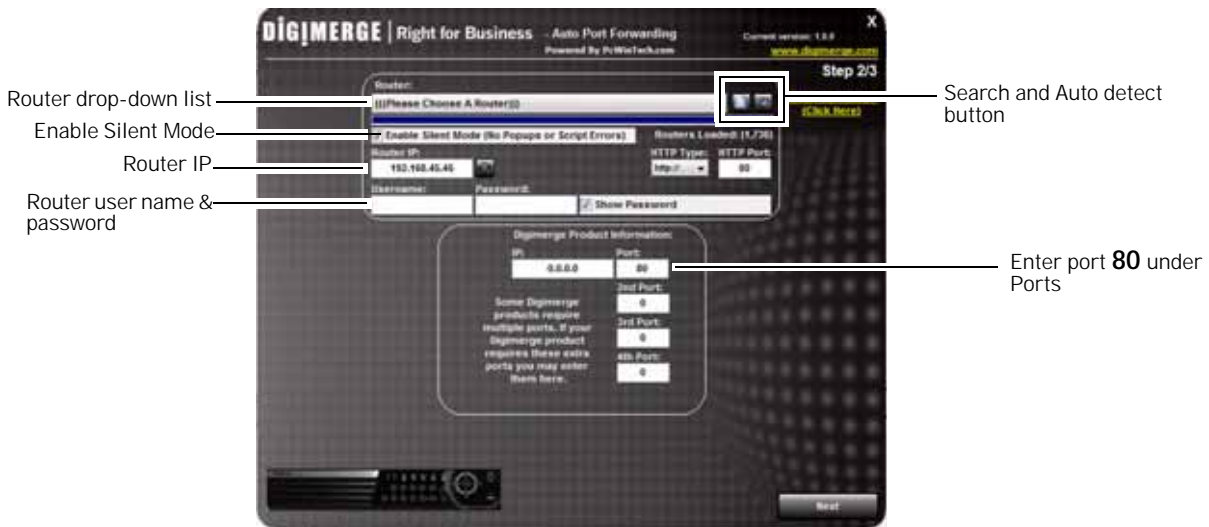 DIGIMERGE | Right for Business - Auto Port Forwarding
Powered By PcWinTech.com
Current version: 1.0.0
X
www.digimerge.com
Step 2/3
Router:
(((Please Choose A Router)))
(Click Here)
Enable Silent Mode (No Popups or Script Errors)
Routers Loaded: (1,736)
Router IP:
HTTP Type:
HTTP Port:
192.168.45.46
http://
80
Username:
Password:
Show Password
Digimerge Product Information:
IP:
Port:
0.0.0.0
80
2nd Port:
0
3rd Port:
0
4th Port:
0
Some Digimerge
products require
multiple ports. If your
Digimerge product
requires these extra
ports you may enter
them here.
Next
Router drop-down list
Enable Silent Mode
Router IP
Router user name &
password
Search and Auto detect
button
Enter port 80 under
Ports